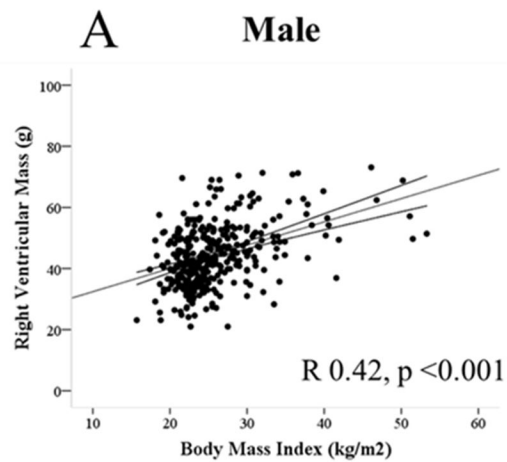 A
Male
Right Ventricular Mass (g)
100
80
60
40
20
0
R 0.42, p <0.001
10 20 30 40 50 60
Body Mass Index (kg/m2)